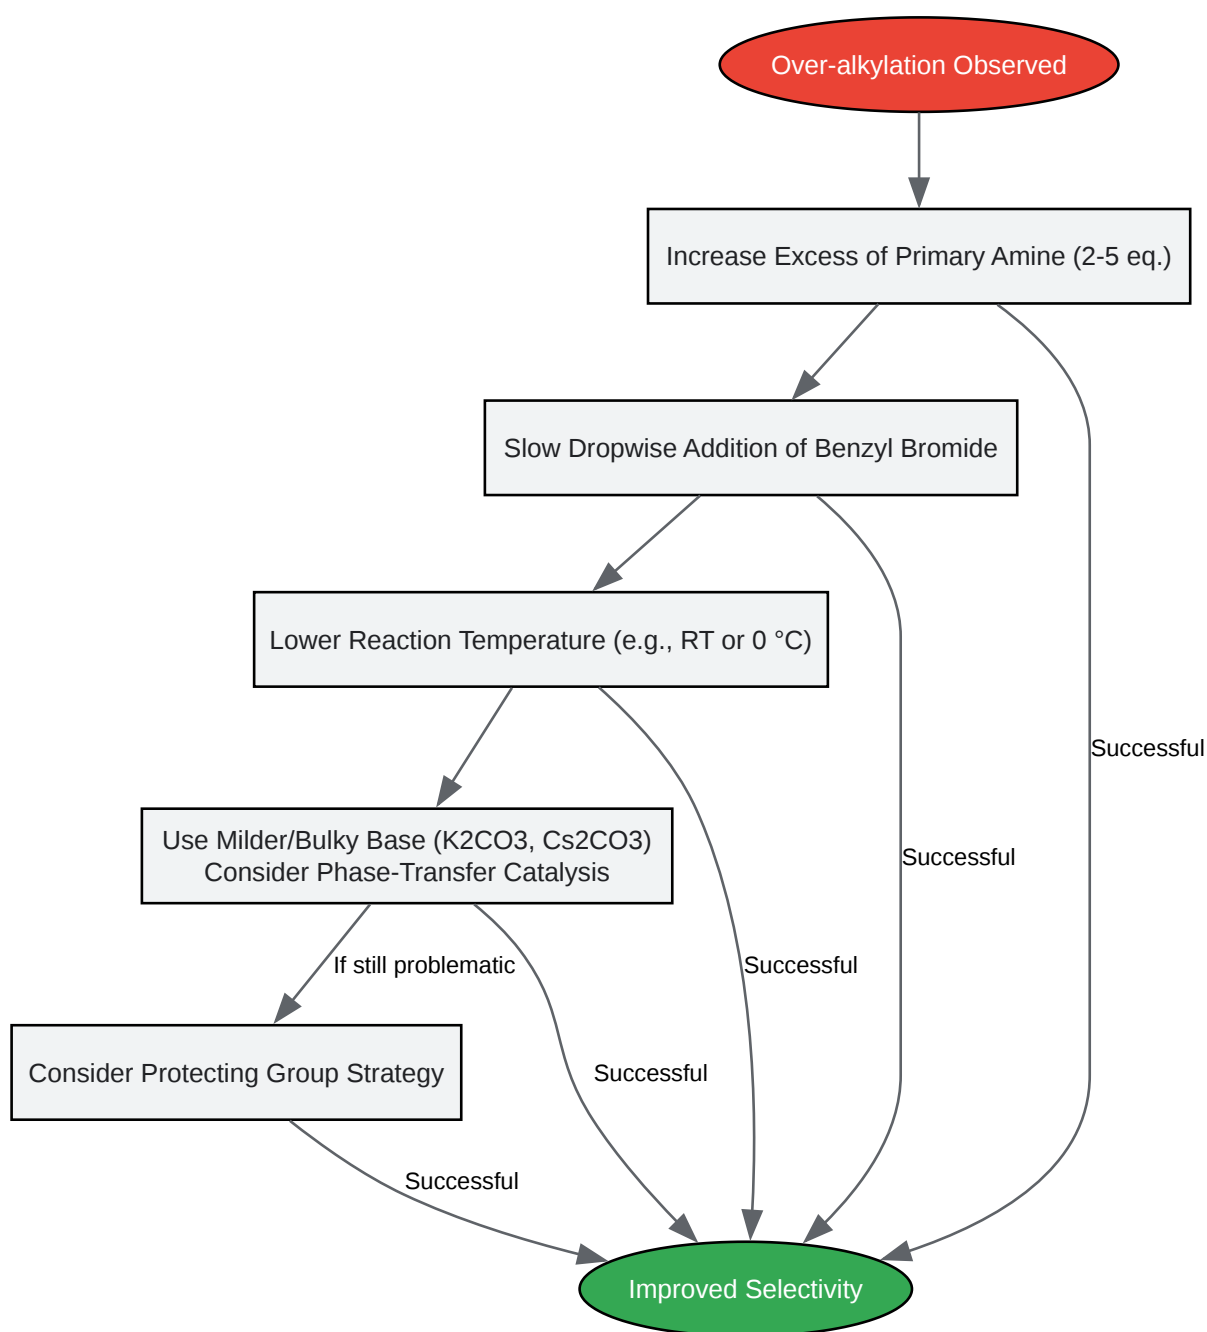 Over-alkylation Observed
Increase Excess of Primary Amine (2-5 eq.)
Slow Dropwise Addition of Benzyl Bromide
Lower Reaction Temperature (e.g., RT or 0 °C)
Successful
Use Milder/Bulky Base (K2CO3, Cs2CO3)
Consider Phase-Transfer Catalysis
Successful
If still problematic
Successful
Consider Protecting Group Strategy
Successful
Successful
Improved Selectivity